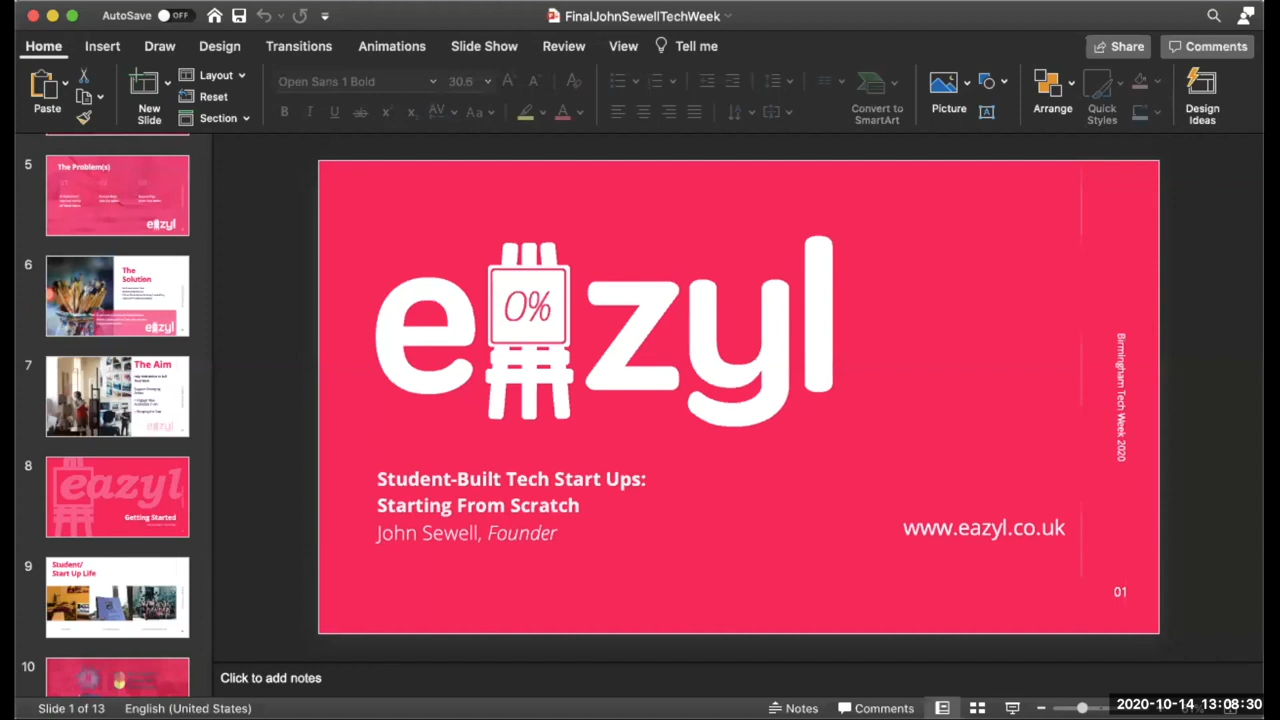 AutoSave OFF
FinalJohnSewellTechWeek
Home Insert Draw Design Transitions Animations Slide Show Review View Tell me Share Comments
Paste
New Slide
Layout
Reset
Section
Open Sans 1 Bold 30.6
Convert to SmartArt
Picture
Arrange
Quick Styles
Design Ideas
5
The Problem(s)
eazyl
6
The Solution
eazyl
7
The Aim
eazyl
8
eazyl
Getting Started
9
Student/
Start Up Life
10
eazyl
0%
Student-Built Tech Start Ups:
Starting From Scratch
John Sewell, Founder
www.eazyl.co.uk
Birmingham Tech Week 2020
01
Click to add notes
Slide 1 of 13 English (United States) Notes Comments
2020-10-14 13:08:30